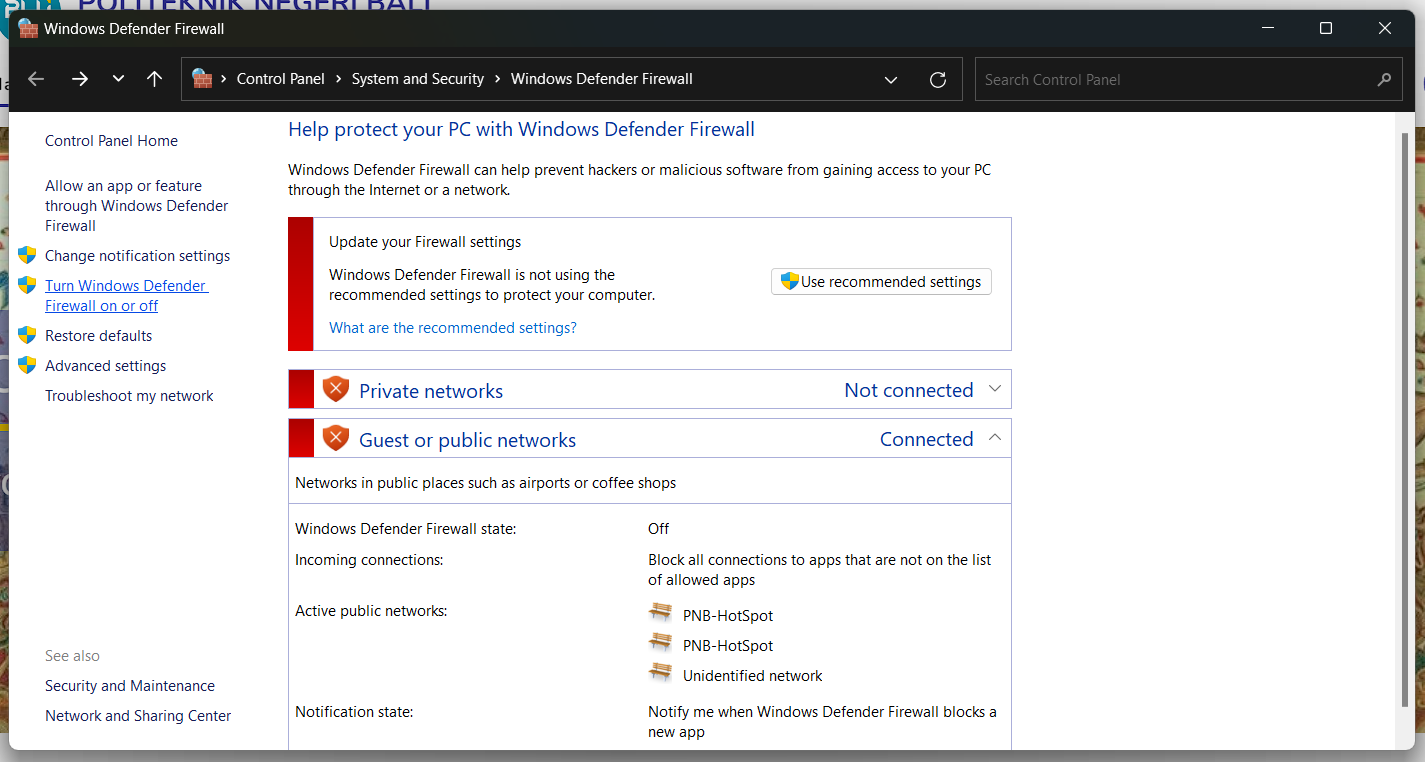 POLITEKNIK NEGERI BALI
Windows Defender Firewall
Control Panel > System and Security > Windows Defender Firewall
Search Control Panel
Control Panel Home
Allow an app or feature
through Windows Defender
Firewall
Change notification settings
Turn Windows Defender
Firewall on or off
Restore defaults
Advanced settings
Troubleshoot my network
See also
Security and Maintenance
Network and Sharing Center
Help protect your PC with Windows Defender Firewall
Windows Defender Firewall can help prevent hackers or malicious software from gaining access to your PC
through the Internet or a network.
Update your Firewall settings
Windows Defender Firewall is not using the
recommended settings to protect your computer.
Use recommended settings
What are the recommended settings?
Private networks Not connected
Guest or public networks Connected
Networks in public places such as airports or coffee shops
Windows Defender Firewall state: Off
Incoming connections: Block all connections to apps that are not on the list
of allowed apps
Active public networks: PNB-HotSpot
PNB-HotSpot
Unidentified network
Notification state: Notify me when Windows Defender Firewall blocks a
new app